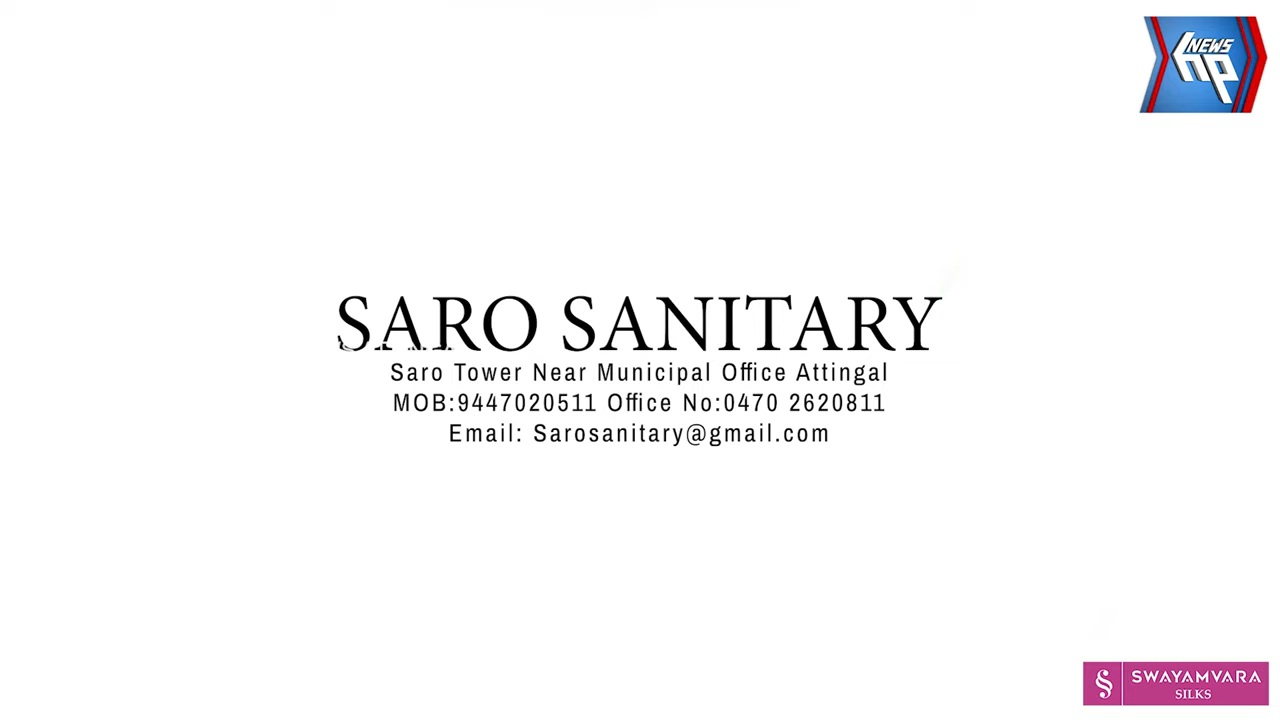 NEWS
np
SARO SANITARY
Saro Tower Near Municipal Office Attingal
MOB:9447020511 Office No:0470 2620811
Email: Sarosanitary@gmail.com
SWAYAMVARA
SILKS